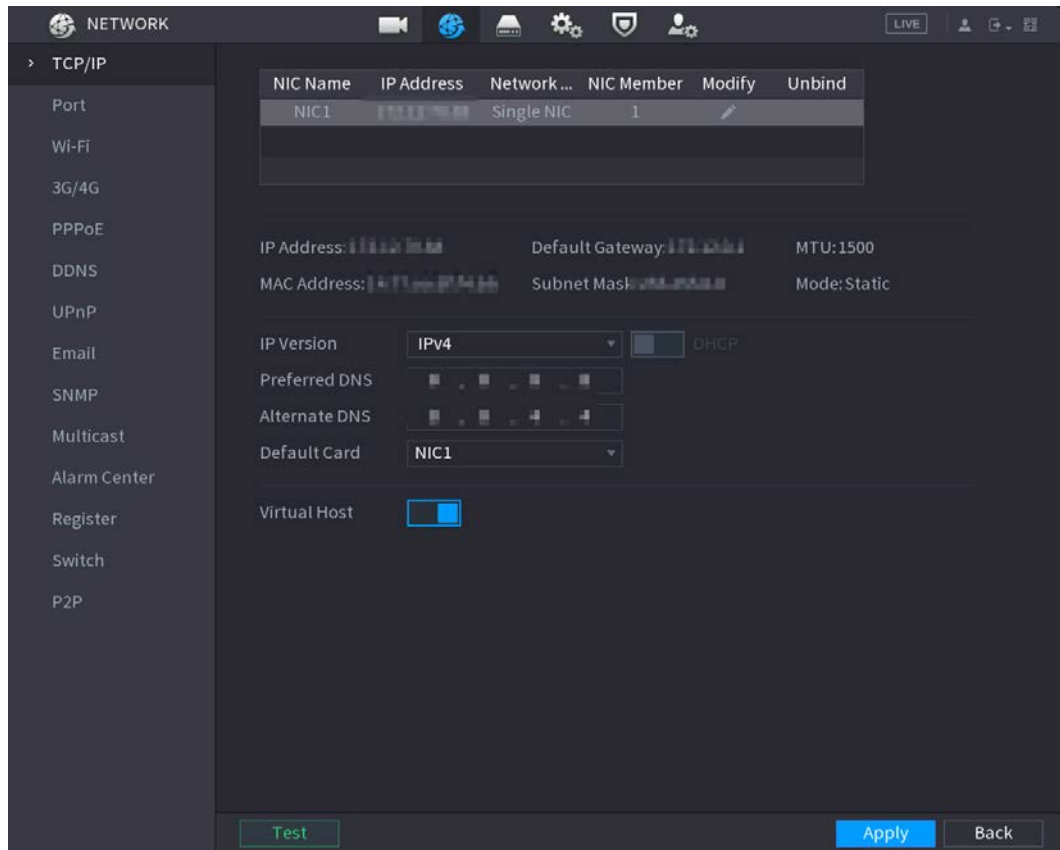 NETWORK
LIVE
TCP/IP
Port
Wi-Fi
3G/4G
PPPoE
DDNS
UPnP
Email
SNMP
Multicast
Alarm Center
Register
Switch
P2P
NIC Name IP Address Network ... NIC Member Modify Unbind
NIC1 Single NIC 1
IP Address: Default Gateway: MTU:1500
MAC Address: Subnet Mask Mode:Static
IP Version IPv4 DHCP
Preferred DNS
Alternate DNS
Default Card NIC1
Virtual Host
Test Apply Back